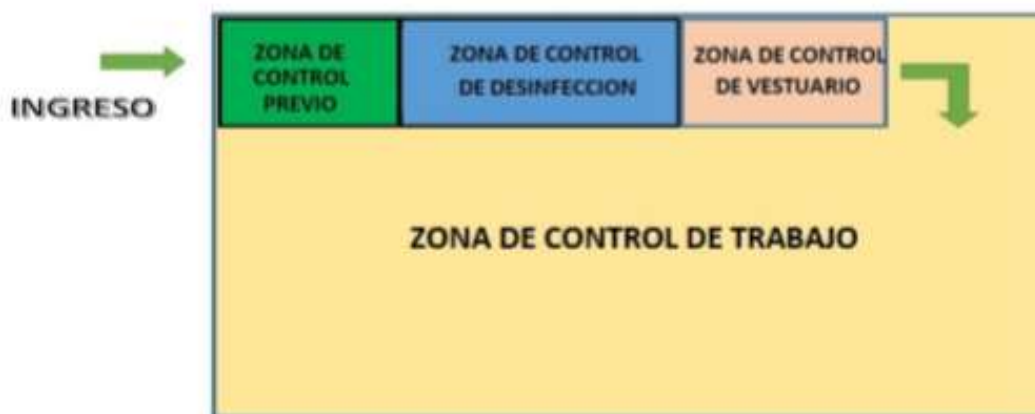 INGRESO
ZONA DE
CONTROL
PREVIO
ZONA DE CONTROL
DE DESINFECCION
ZONA DE CONTROL
DE VESTUARIO
ZONA DE CONTROL DE TRABAJO